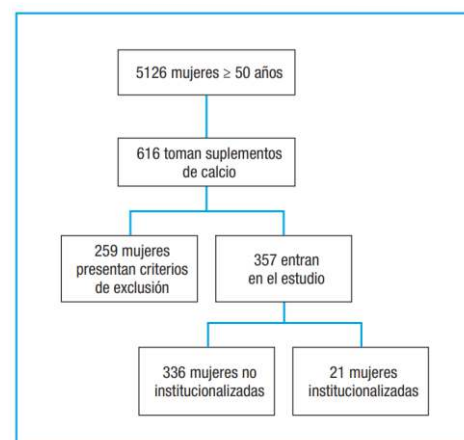 5126 mujeres ≥ 50 años
616 toman suplementos
de calcio
259 mujeres
presentan criterios
de exclusión
357 entran
en el estudio
336 mujeres no
institucionalizadas
21 mujeres
institucionalizadas